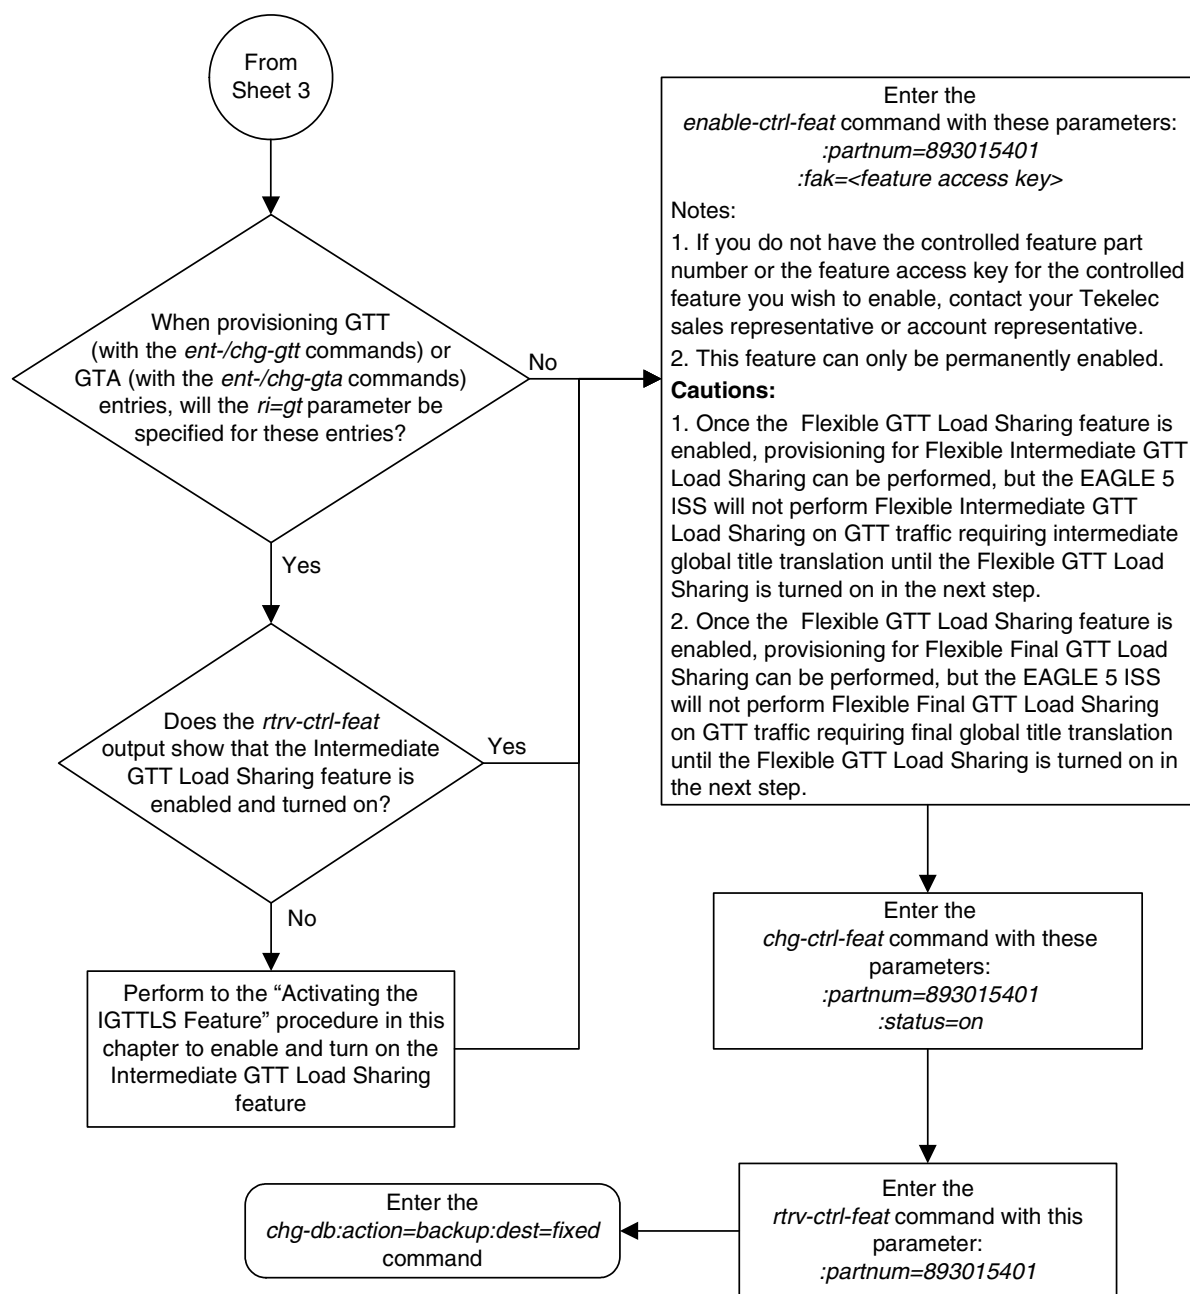 From
Sheet 3
When provisioning GTT
(with the ent-/chg-gtt commands) or
GTA (with the ent-/chg-gta commands)
entries, will the ri=gt parameter be
specified for these entries?
No
Yes
Does the rtrv-ctrl-feat
output show that the Intermediate
GTT Load Sharing feature is
enabled and turned on?
Yes
No
Perform to the “Activating the
IGTTLS Feature” procedure in this
chapter to enable and turn on the
Intermediate GTT Load Sharing
feature
Enter the
enable-ctrl-feat command with these parameters:
:partnum=893015401
:fak=<feature access key>
Notes:
1. If you do not have the controlled feature part
number or the feature access key for the controlled
feature you wish to enable, contact your Tekelec
sales representative or account representative.
2. This feature can only be permanently enabled.
Cautions:
1. Once the Flexible GTT Load Sharing feature is
enabled, provisioning for Flexible Intermediate GTT
Load Sharing can be performed, but the EAGLE 5
ISS will not perform Flexible Intermediate GTT
Load Sharing on GTT traffic requiring intermediate
global title translation until the Flexible GTT Load
Sharing is turned on in the next step.
2. Once the Flexible GTT Load Sharing feature is
enabled, provisioning for Flexible Final GTT Load
Sharing can be performed, but the EAGLE 5 ISS
will not perform Flexible Final GTT Load Sharing
on GTT traffic requiring final global title translation
until the Flexible GTT Load Sharing is turned on in
the next step.
Enter the
chg-ctrl-feat command with these
parameters:
:partnum=893015401
:status=on
Enter the
rtrv-ctrl-feat command with this
parameter:
:partnum=893015401
Enter the
chg-db:action=backup:dest=fixed
command